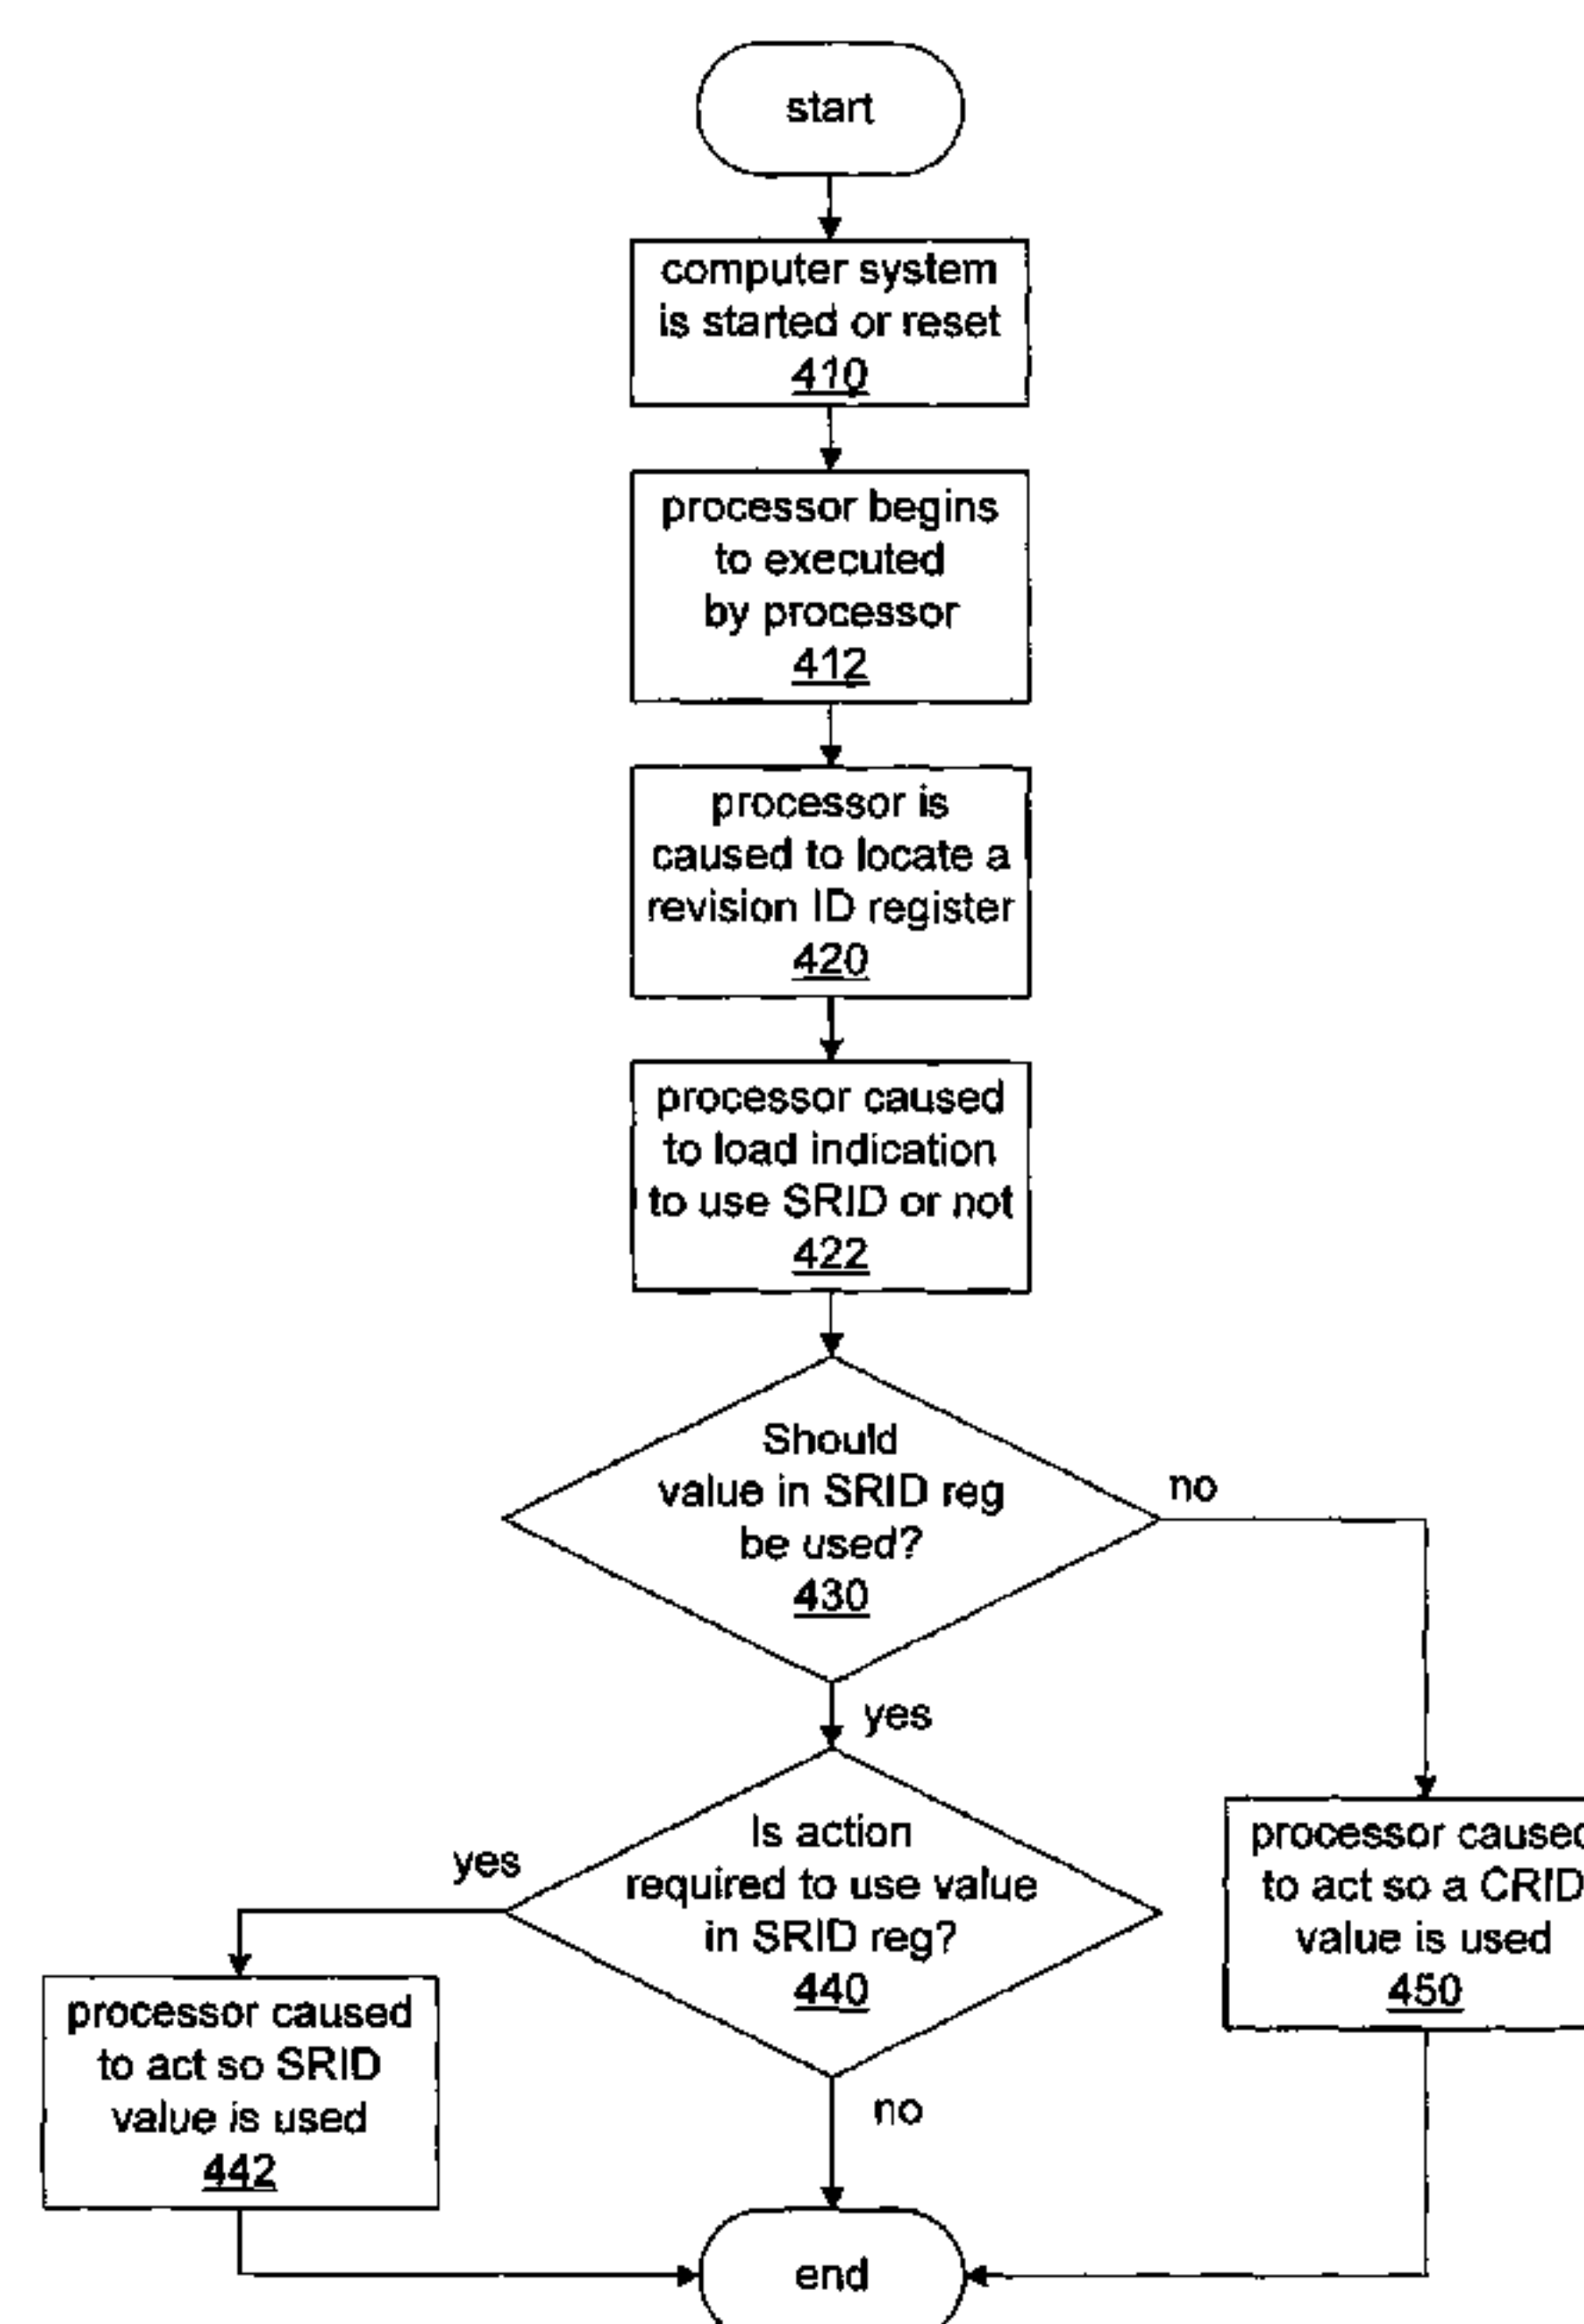 start
computer system
is started or reset
410
processor begins
to executed
by processor
412
processor is
caused to locate a
revision ID register
420
processor caused
to load indication
to use SRID or not
422
Should
value in SRID reg
be used?
430
no
yes
Is action
required to use value
in SRID reg?
440
yes
no
processor caused
to act so a CRID
value is used
450
processor caused
to act so SRID
value is used
442
end